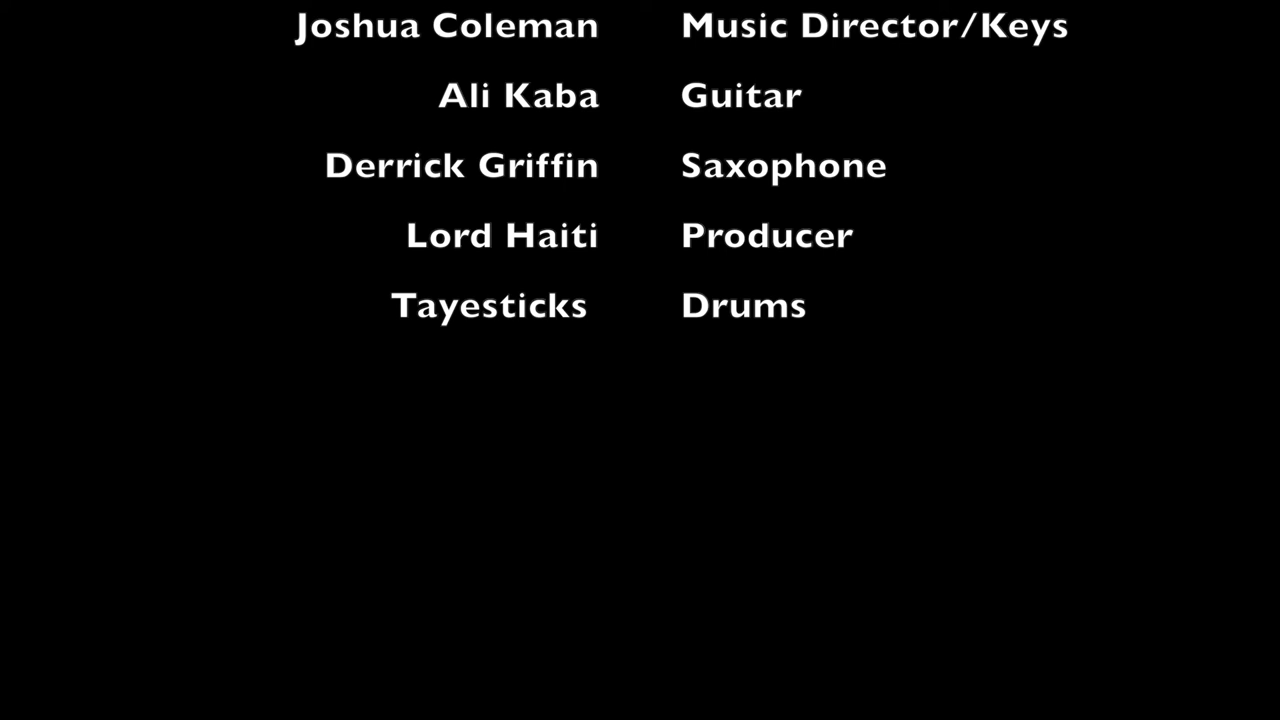 Joshua Coleman Music Director/Keys
Ali Kaba Guitar
Derrick Griffin Saxophone
Lord Haiti Producer
Tayesticks Drums